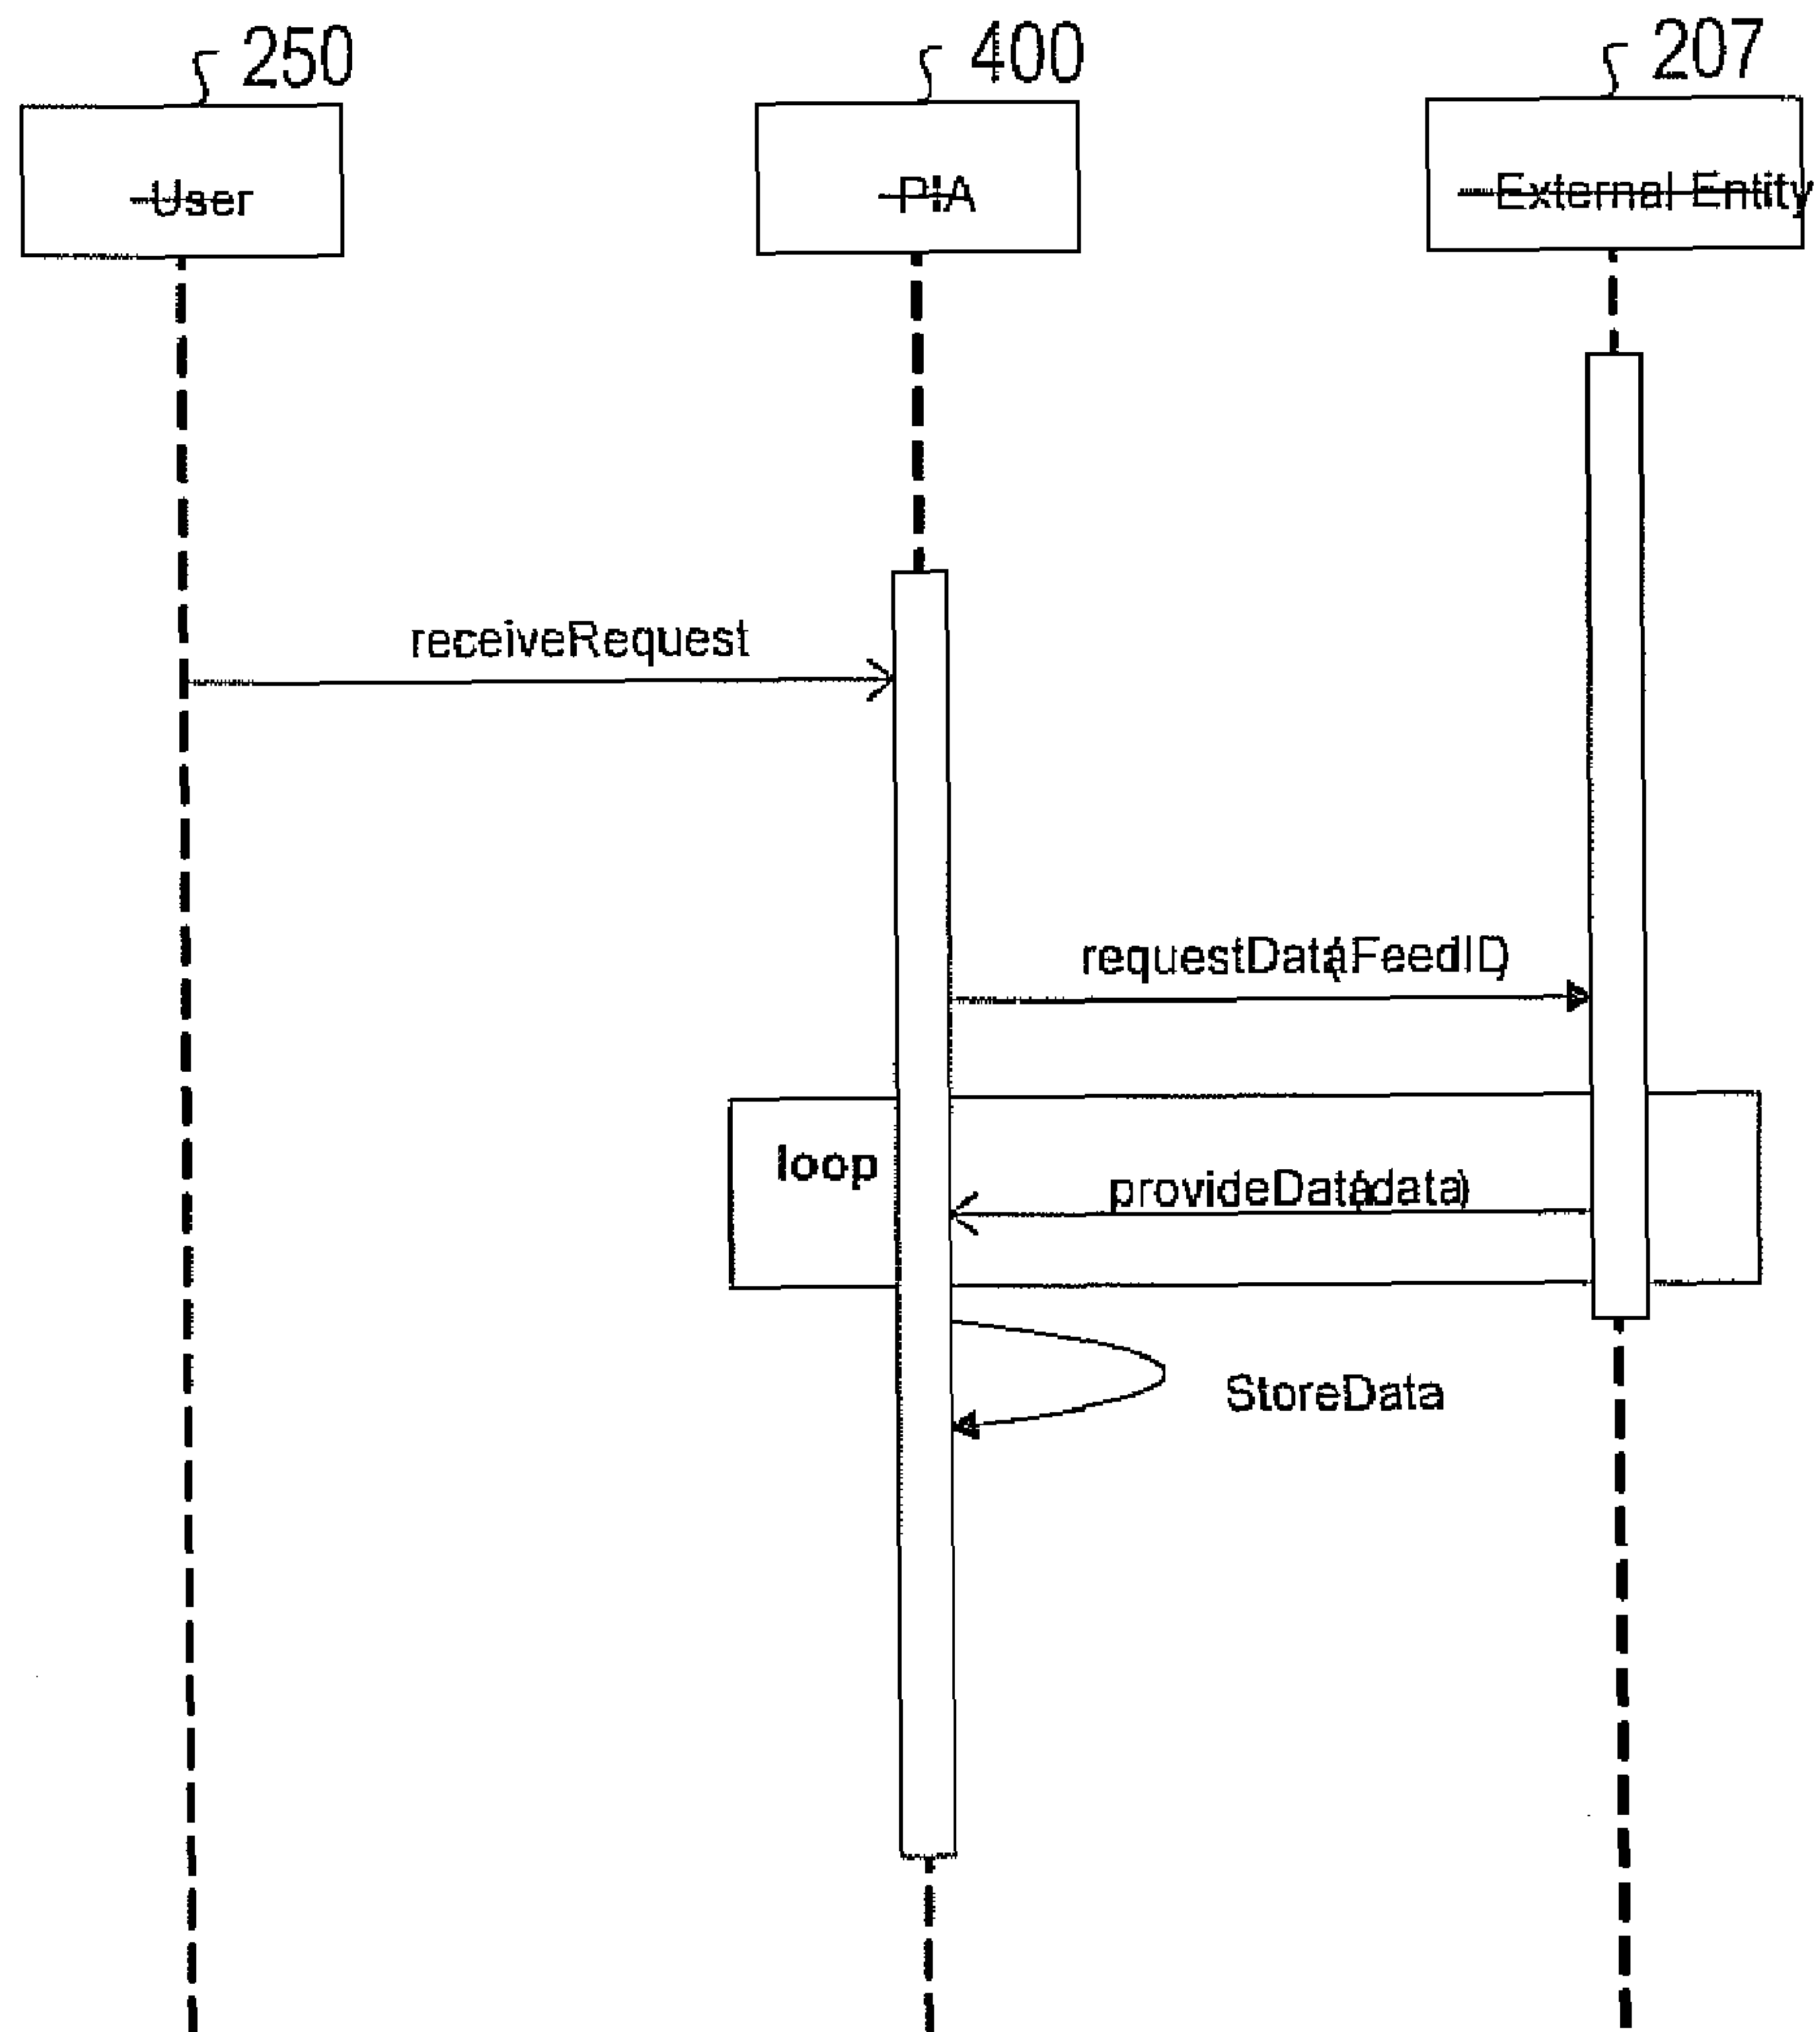 250
400
207
User
PIA
External Entity
receiveRequest
requestData(FeedID)
loop
provideData(data)
StoreData